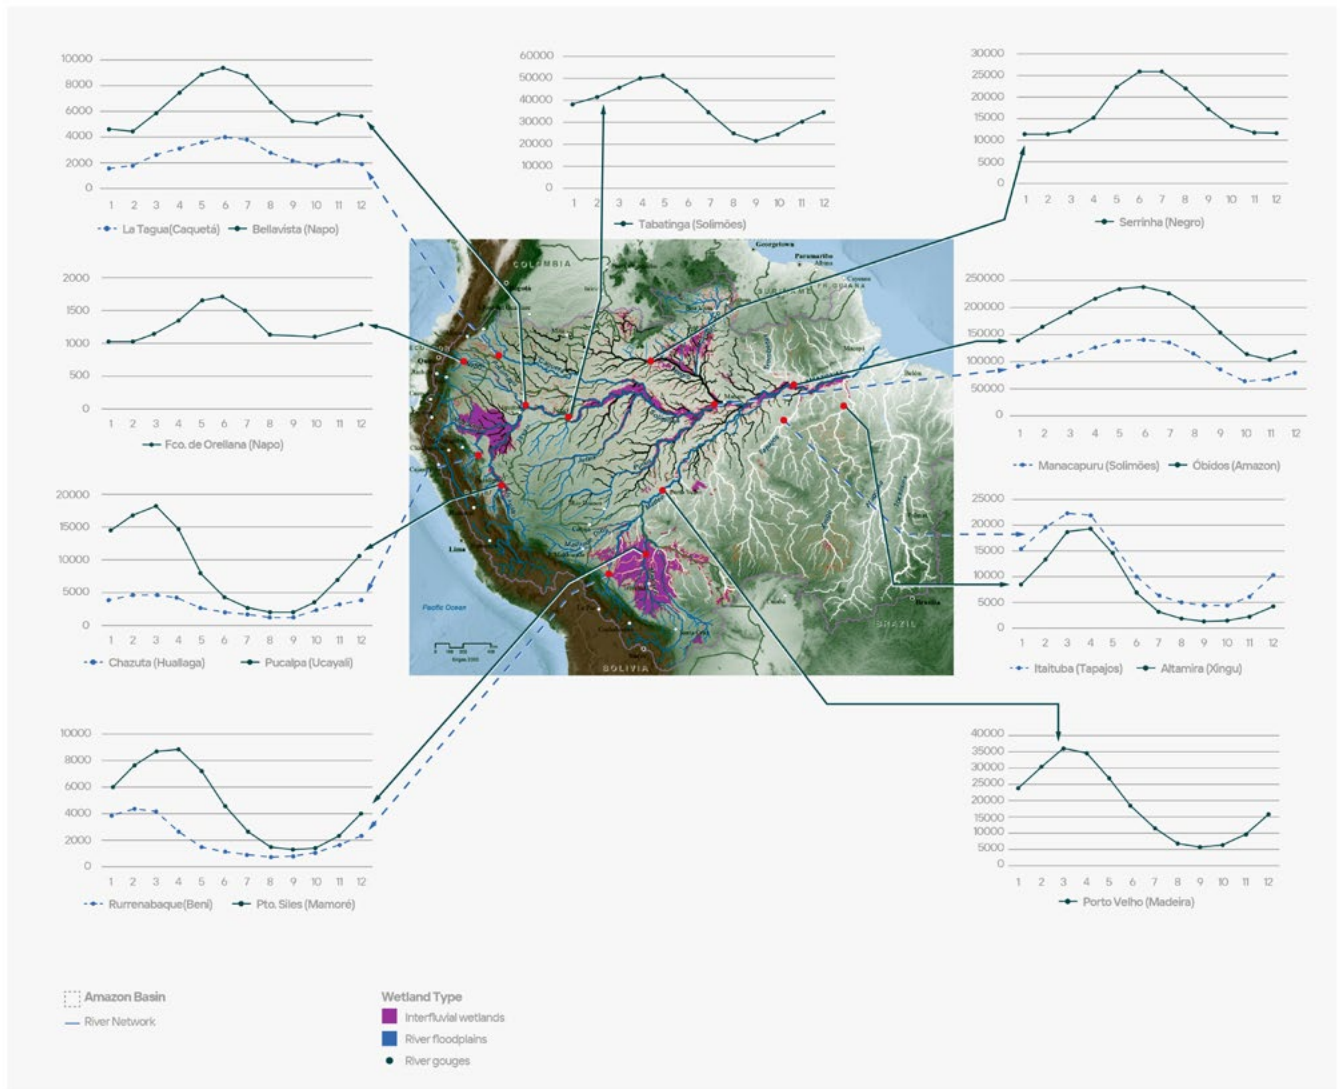 10000
8000
6000
4000
2000
0
1 2 3 4 5 6 7 8 9 10 11 12
La Tagua(Caquetá) Bellavista (Napo)
60000
50000
40000
30000
20000
10000
0
1 2 3 4 5 6 7 8 9 10 11 12
Tabatinga (Solimões)
30000
25000
20000
15000
10000
5000
0
1 2 3 4 5 6 7 8 9 10 11 12
Serrinha (Negro)
2000
1500
1000
500
0
1 2 3 4 5 6 7 8 9 10 11 12
Fco. de Orellana (Napo)
COLOMBIA
Georgetown
Paramaribo
Lima
Pacific Ocean
BOLIVIA
BRAZIL
Brasília
Belém
Macapá
250000
200000
150000
100000
50000
0
1 2 3 4 5 6 7 8 9 10 11 12
Manacapuru (Solimões) Óbidos (Amazon)
20000
15000
10000
5000
0
1 2 3 4 5 6 7 8 9 10 11 12
Chazuta (Huallaga) Pucalpa (Ucayali)
25000
20000
15000
10000
5000
0
1 2 3 4 5 6 7 8 9 10 11 12
Itaituba (Tapajos) Altamira (Xingu)
10000
8000
6000
4000
2000
0
1 2 3 4 5 6 7 8 9 10 11 12
Rurrenabaque(Beni) Pto. Siles (Mamoré)
40000
35000
30000
25000
20000
15000
10000
5000
0
1 2 3 4 5 6 7 8 9 10 11 12
Porto Velho (Madeira)
Amazon Basin
River Network
Wetland Type
Interfluvial wetlands
River floodplains
River gouges